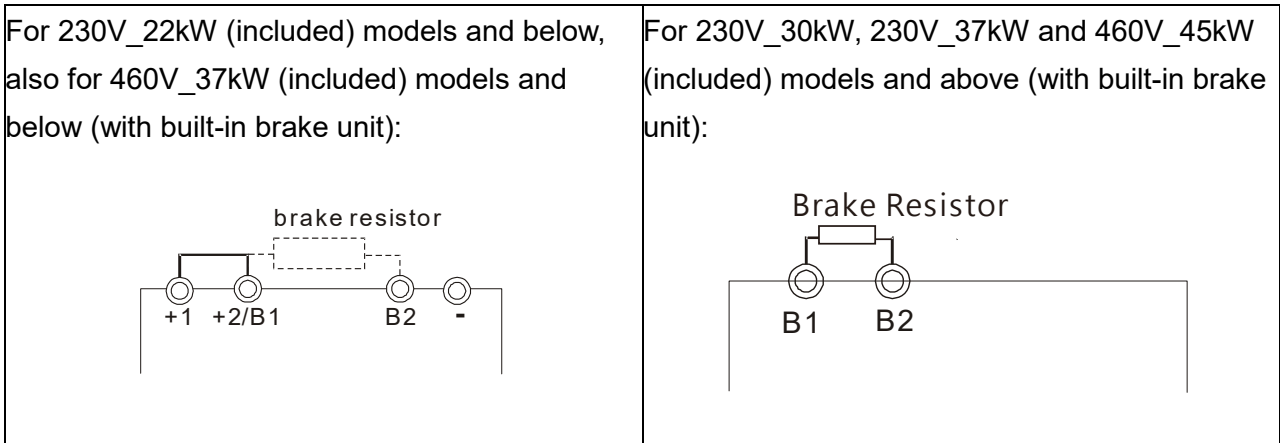 For 230V_22kW (included) models and below,
also for 460V_37kW (included) models and
below (with built-in brake unit):
brake resistor
+1 +2/B1 B2 -
For 230V_30kW, 230V_37kW and 460V_45kW
(included) models and above (with built-in brake
unit):
Brake Resistor
B1 B2